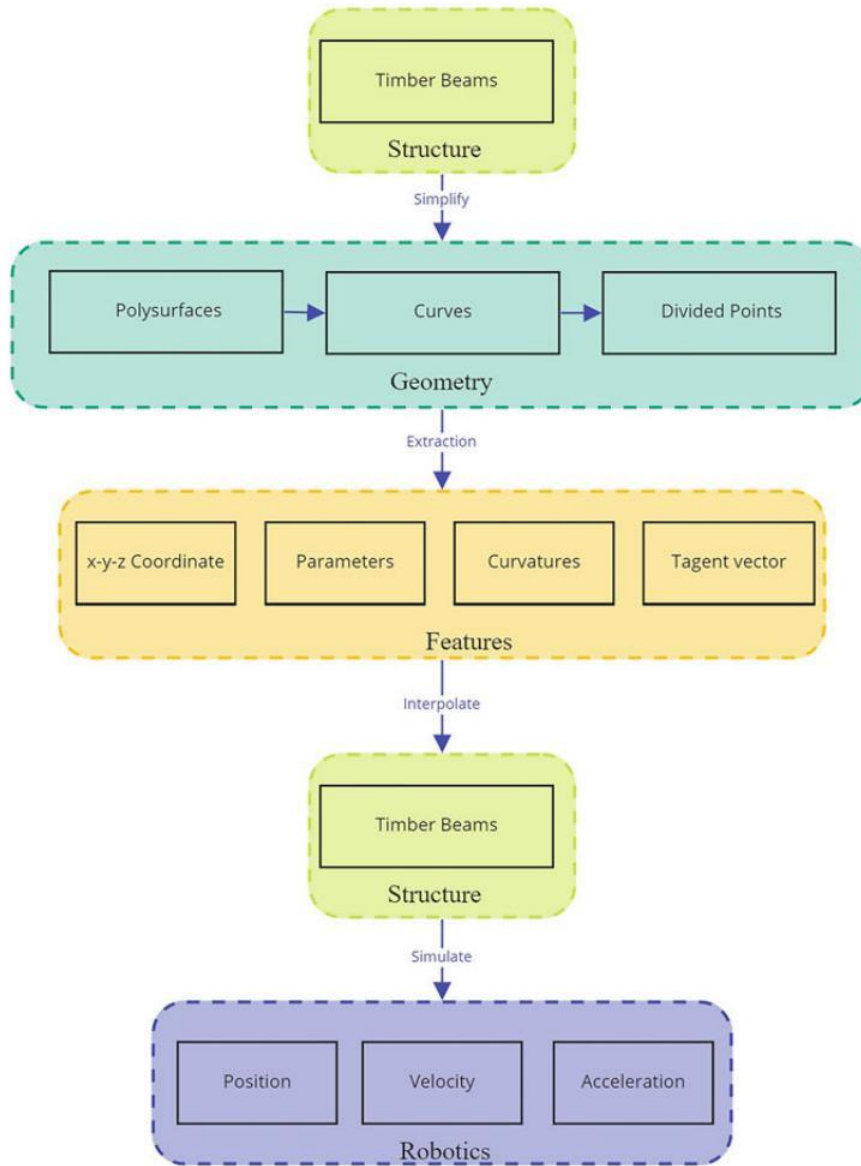 Timber Beams
Structure
Simplify
Polysurfaces
Curves
Divided Points
Geometry
Extraction
x-y-z Coordinate
Parameters
Curvatures
Tagent vector
Features
Interpolate
Timber Beams
Structure
Simulate
Position
Velocity
Acceleration
Robotics